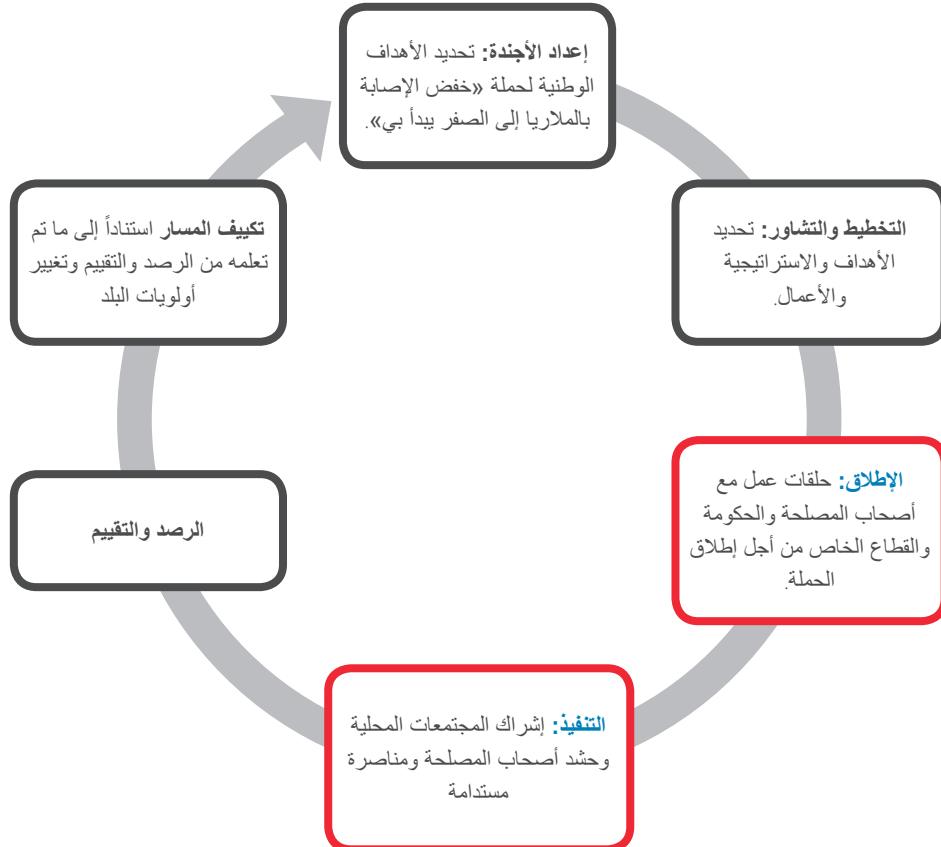 إعداد الأجندة: تحديد الأهداف
الوطنية لحملة «خفض الإصابة
بالملاريا إلى الصفر يبدأ بي».
التخطيط والتشاور: تحديد
الأهداف والاستراتيجية
والأعمال.
الإطلاق: حلقات عمل مع
أصحاب المصلحة والحكومة
والقطاع الخاص من أجل إطلاق
الحملة.
التنفيذ: إشراك المجتمعات المحلية
وحشد أصحاب المصلحة ومناصرة
مستدامة
الرصد والتقييم
تكييف المسار استناداً إلى ما تم
تعلمه من الرصد والتقييم وتغيير
أولويات البلد